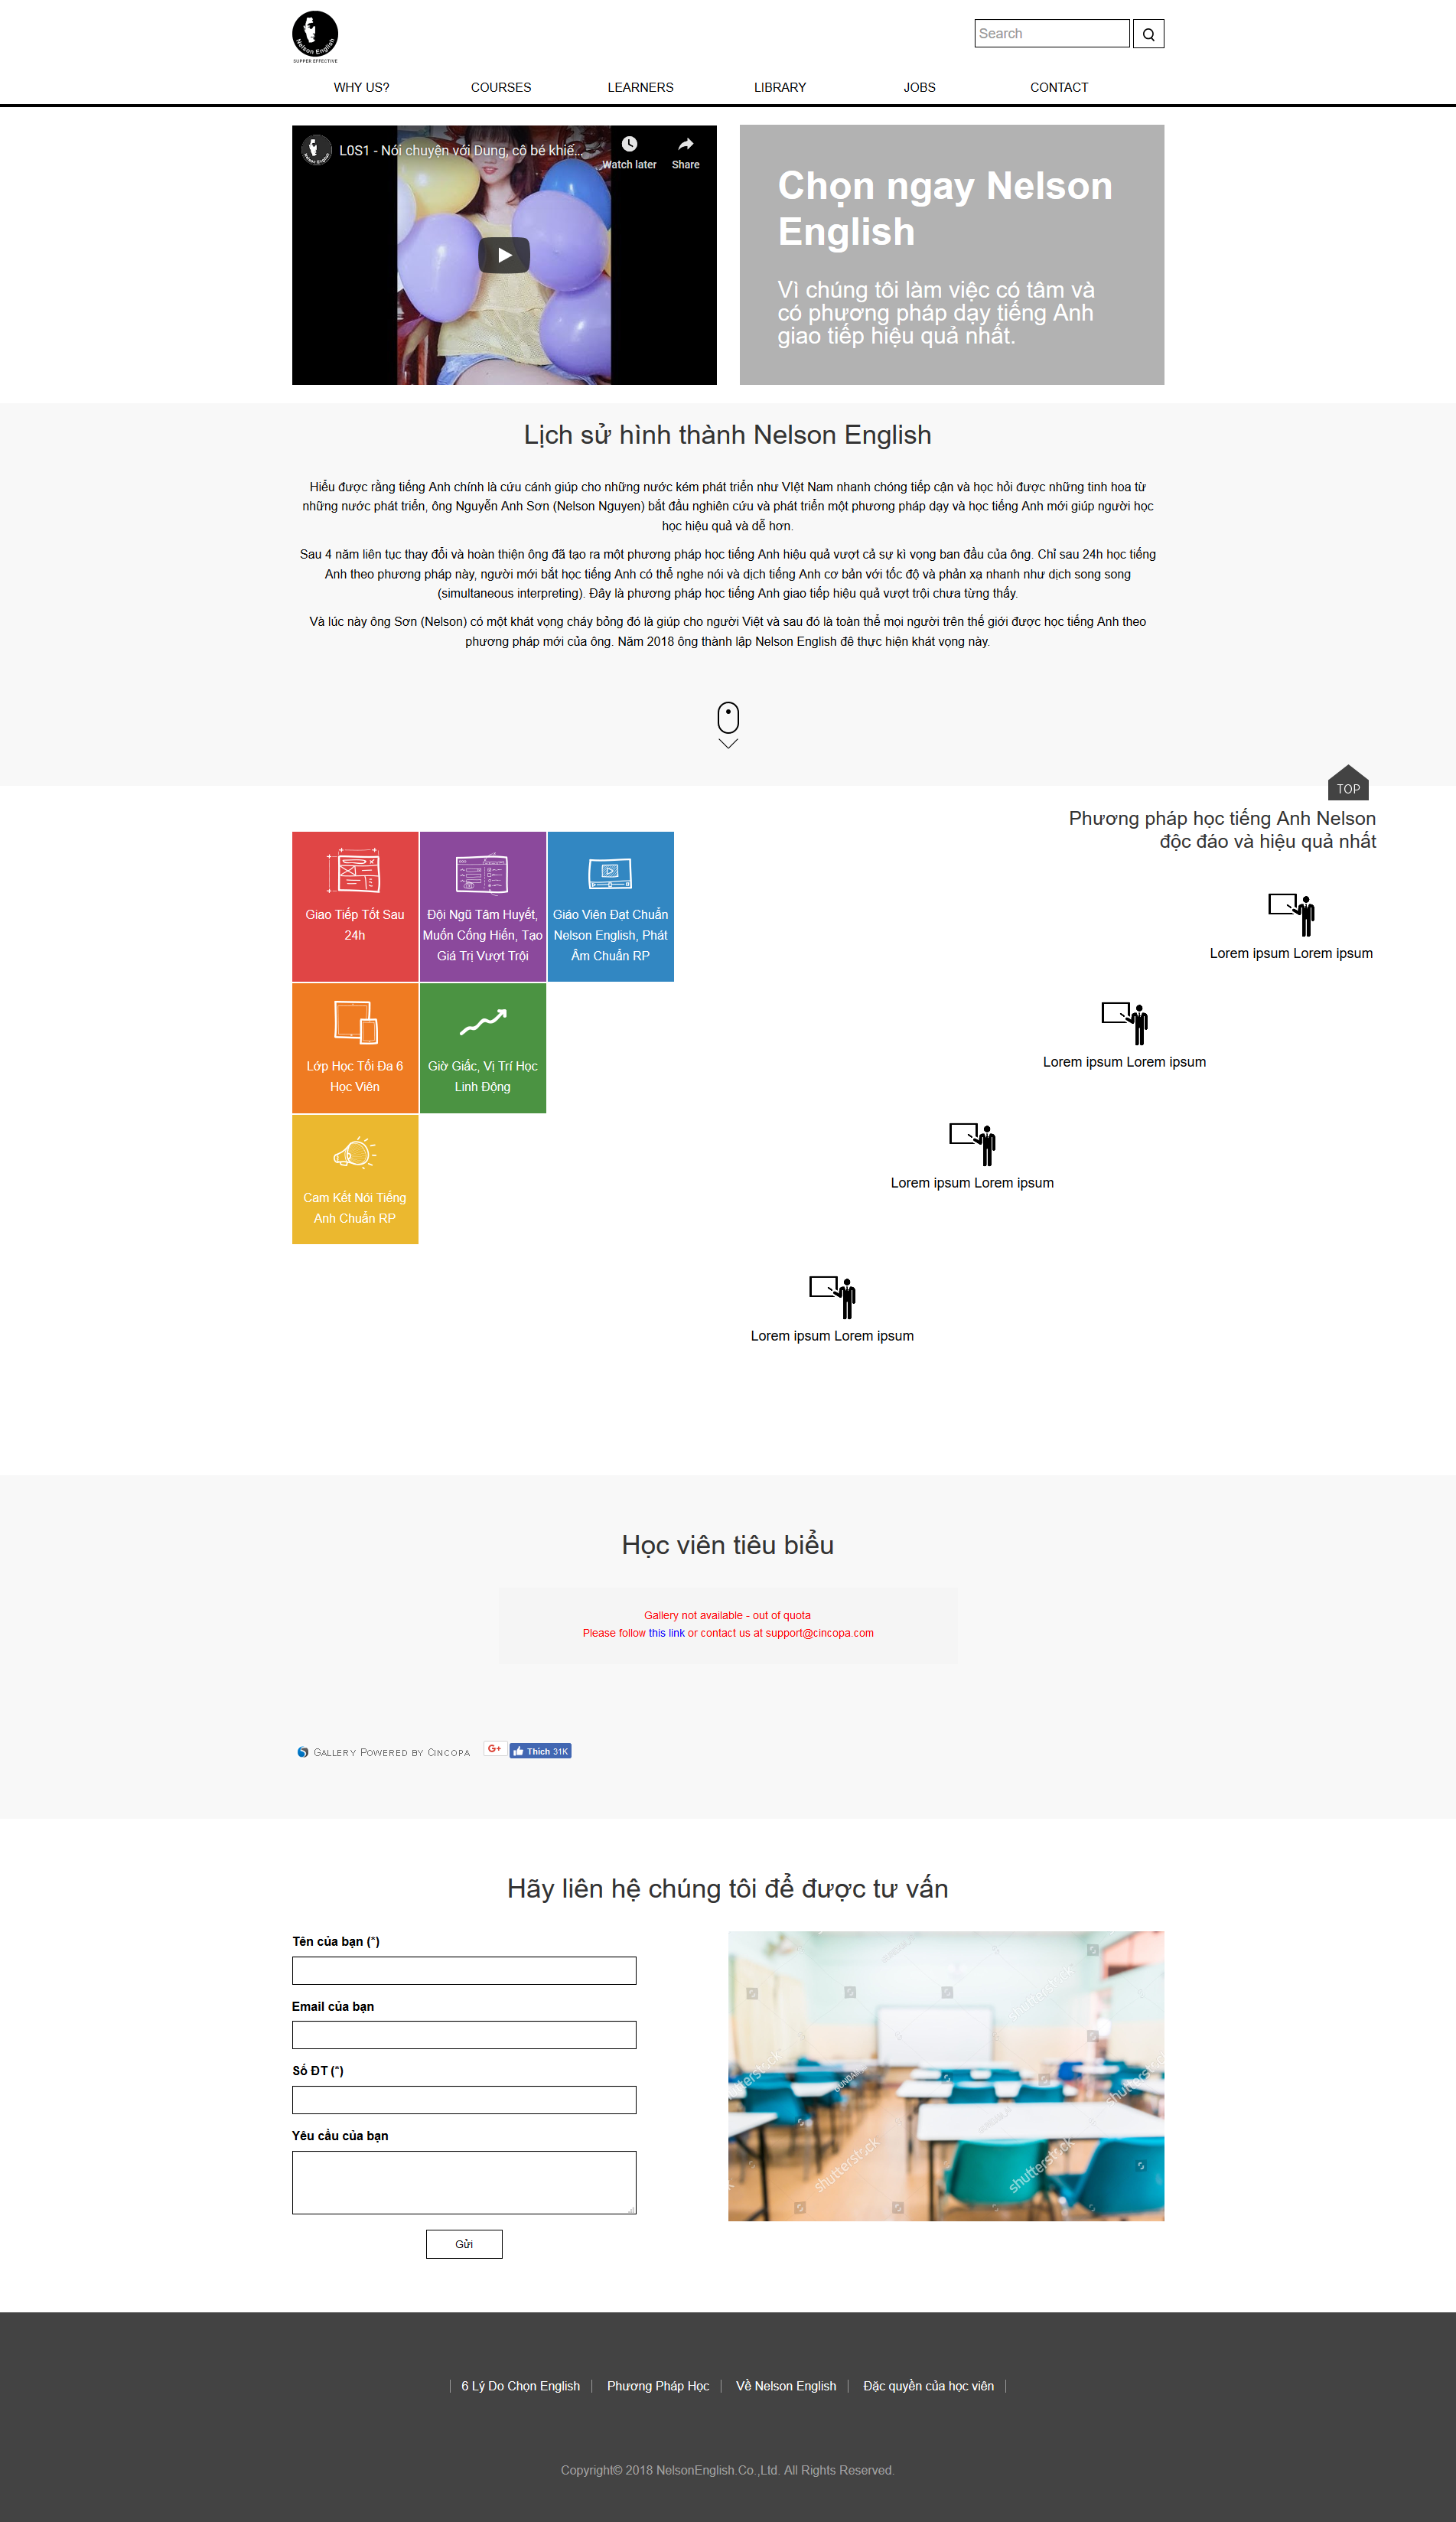 Nelson English
SUPPER EFFECTIVE
Search
WHY US?
COURSES
LEARNERS
LIBRARY
JOBS
CONTACT
L0S1 - Nói chuyện với Dung, cô bé khiế...
Watch later
Share
Chọn ngay Nelson
English
Vì chúng tôi làm việc có tâm và
có phương pháp dạy tiếng Anh
giao tiếp hiệu quả nhất.
Lịch sử hình thành Nelson English
Hiểu được rằng tiếng Anh chính là cứu cánh giúp cho những nước kém phát triển như VIệt Nam nhanh chóng tiếp cận và học hỏi được những tinh hoa từ
những nước phát triển, ông Nguyễn Anh Sơn (Nelson Nguyen) bắt đầu nghiên cứu và phát triển một phương pháp dạy và học tiếng Anh mới giúp người học
học hiệu quả và dễ hơn.
Sau 4 năm liên tục thay đổi và hoàn thiện ông đã tạo ra một phương pháp học tiếng Anh hiệu quả vượt cả sự kì vọng ban đầu của ông. Chỉ sau 24h học tiếng
Anh theo phương pháp này, người mới bắt học tiếng Anh có thể nghe nói và dịch tiếng Anh cơ bản với tốc độ và phản xạ nhanh như dịch song song
(simultaneous interpreting). Đây là phương pháp học tiếng Anh giao tiếp hiệu quả vượt trội chưa từng thấy.
Và lúc này ông Sơn (Nelson) có một khát vọng cháy bỏng đó là giúp cho người Việt và sau đó là toàn thể mọi người trên thế giới được học tiếng Anh theo
phương pháp mới của ông. Năm 2018 ông thành lập Nelson English đê thực hiện khát vọng này.
TOP
Phương pháp học tiếng Anh Nelson
độc đáo và hiệu quả nhất
Giao Tiếp Tốt Sau
24h
Đội Ngũ Tâm Huyết,
Muốn Cống Hiến, Tạo
Giá Trị Vượt Trội
Giáo Viên Đạt Chuẩn
Nelson English, Phát
Âm Chuẩn RP
Lorem ipsum Lorem ipsum
Lớp Học Tối Đa 6
Học Viên
Giờ Giấc, Vị Trí Học
Linh Động
Lorem ipsum Lorem ipsum
Cam Kết Nói Tiếng
Anh Chuẩn RP
Lorem ipsum Lorem ipsum
Lorem ipsum Lorem ipsum
Học viên tiêu biểu
Gallery not available - out of quota
Please follow this link or contact us at support@cincopa.com
Gallery Powered by Cincopa
G+
Thích 31K
Hãy liên hệ chúng tôi để được tư vấn
Tên của bạn (*)
Email của bạn
Số ĐT (*)
Yêu cầu của bạn
Gửi
shutterstock
shutterstock
shutterstock
shutterstock
shutterstock
| 6 Lý Do Chọn English | Phương Pháp Học | Về Nelson English | Đặc quyền của học viên |
Copyright© 2018 NelsonEnglish.Co.,Ltd. All Rights Reserved.